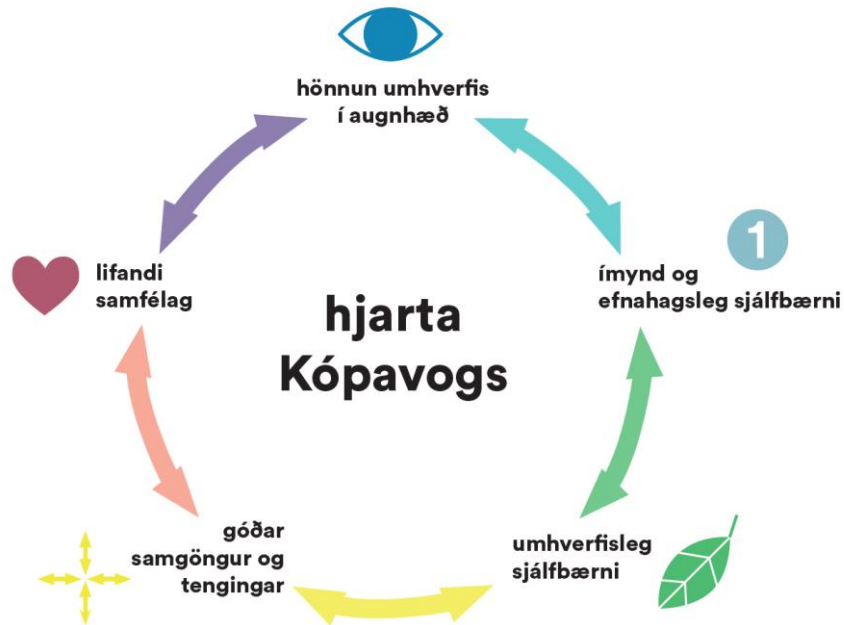 hönnun umhverfis
í augnhæð
1
ímynd og
efnahagsleg sjálfbærni
lifandi
samfélag
hjarta
Kópavogs
góðar
samgöngur og
tengingar
umhverfisleg
sjálfbærni